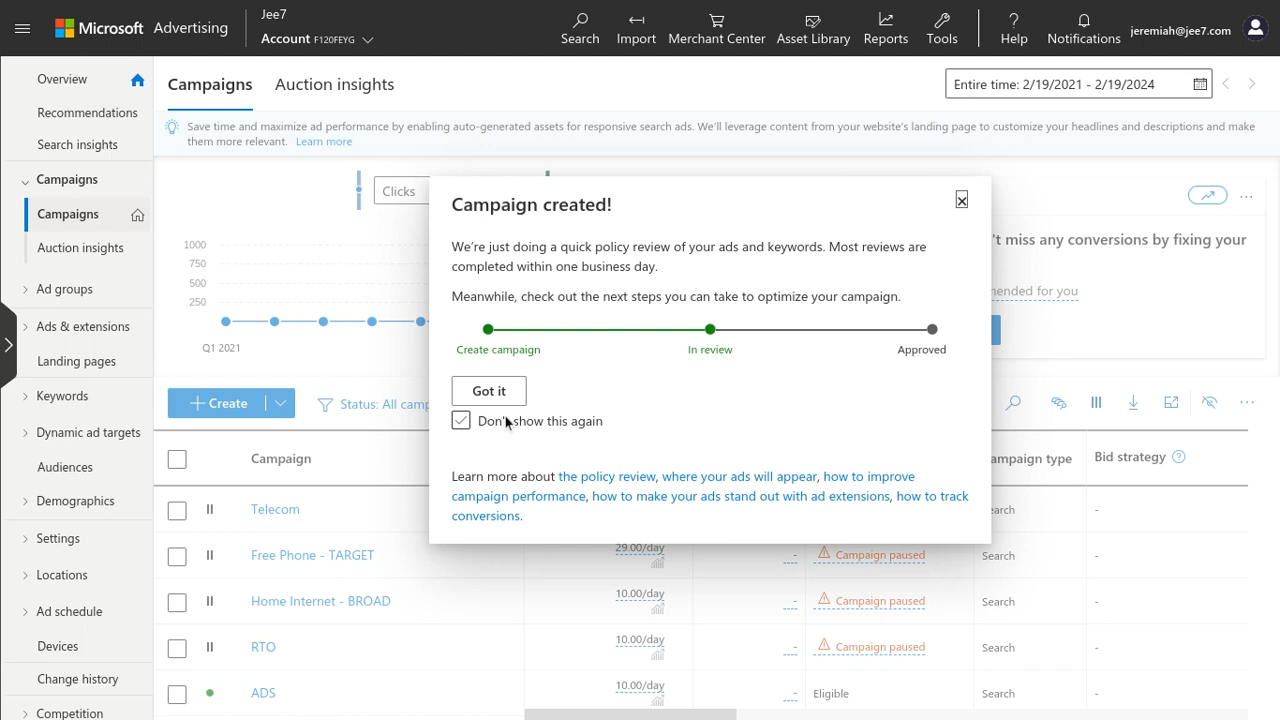 Microsoft Advertising
Jee7
Account F120FEYG
Search
Import
Merchant Center
Asset Library
Reports
Tools
Help
Notifications
jeremiah@jee7.com
Overview
Recommendations
Search insights
Campaigns
Campaigns
Auction insights
Ad groups
Ads & extensions
Landing pages
Keywords
Dynamic ad targets
Audiences
Demographics
Settings
Locations
Ad schedule
Devices
Change history
Competition
Campaigns
Auction insights
Entire time: 2/19/2021 - 2/19/2024
Save time and maximize ad performance by enabling auto-generated assets for responsive search ads. We'll leverage content from your website's landing page to customize your headlines and descriptions and make
them more relevant. Learn more
Clicks
1000
750
500
250
Q1 2021
't miss any conversions by fixing your
mended for you
Campaign created!
We're just doing a quick policy review of your ads and keywords. Most reviews are
completed within one business day.
Meanwhile, check out the next steps you can take to optimize your campaign.
Create campaign
In review
Approved
Got it
Don't show this again
Learn more about the policy review, where your ads will appear, how to improve
campaign performance, how to make your ads stand out with ad extensions, how to track
conversions.
Create
Status: All camp
Campaign
ampaign type
Bid strategy
Telecom
earch
-
Free Phone - TARGET
29.00/day
-
Campaign paused
Search
-
Home Internet - BROAD
10.00/day
-
Campaign paused
Search
-
RTO
10.00/day
-
Campaign paused
Search
-
ADS
10.00/day
-
Eligible
Search
-